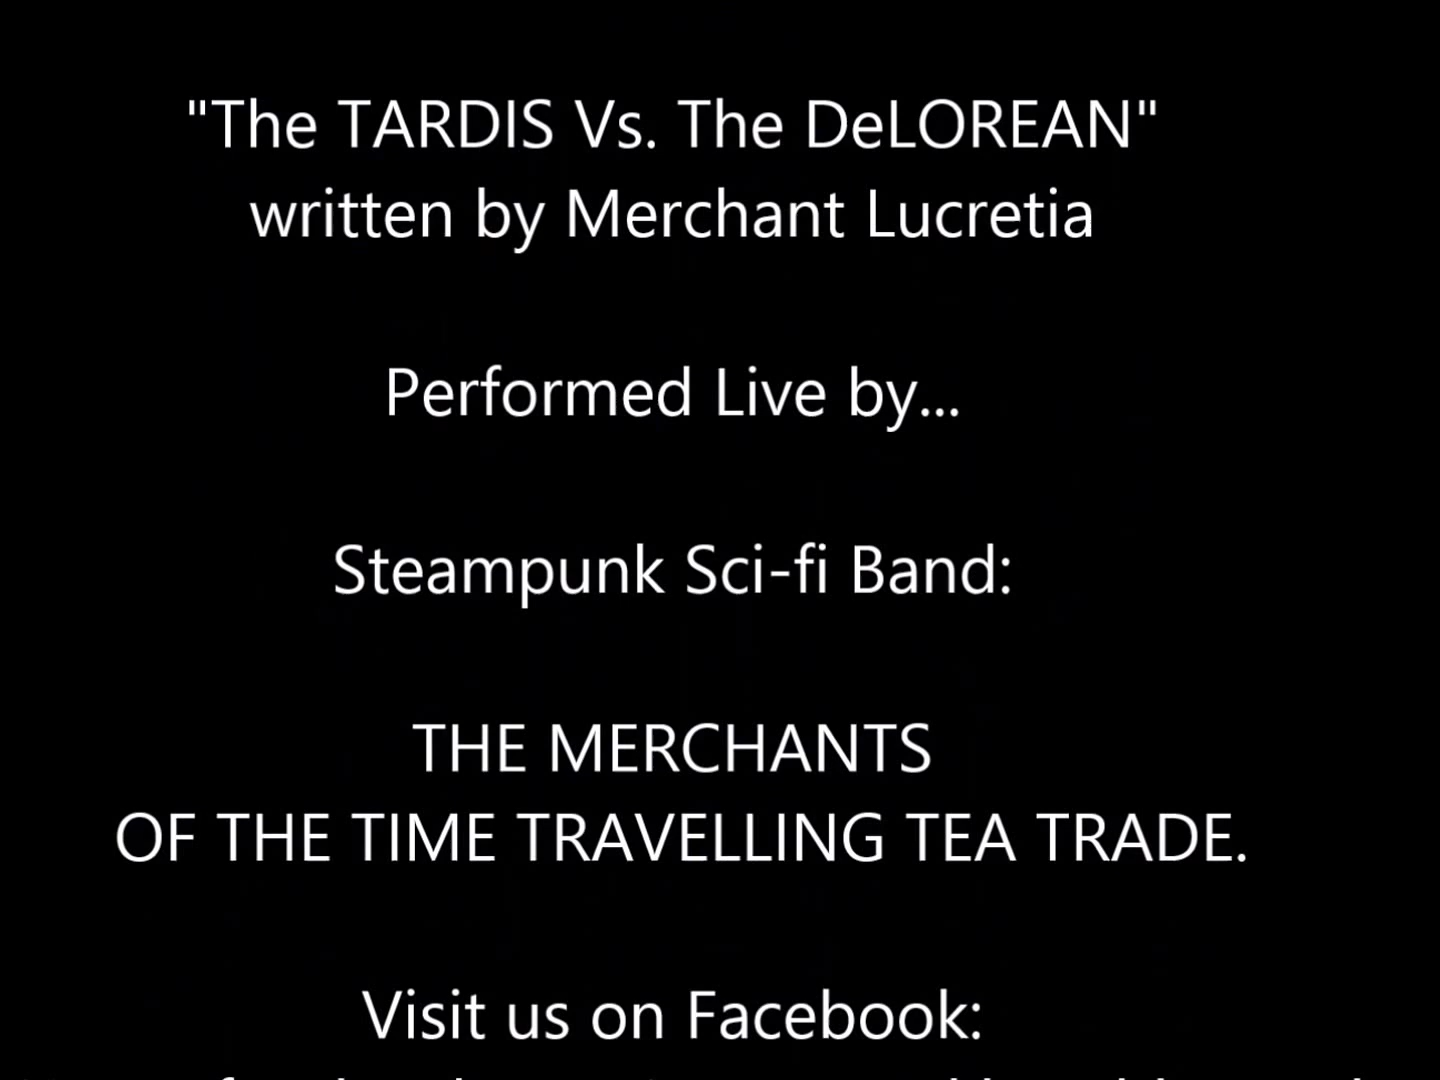 "The TARDIS Vs. The DeLOREAN"
written by Merchant Lucretia
Performed Live by...
Steampunk Sci-fi Band:
THE MERCHANTS
OF THE TIME TRAVELLING TEA TRADE.
Visit us on Facebook: